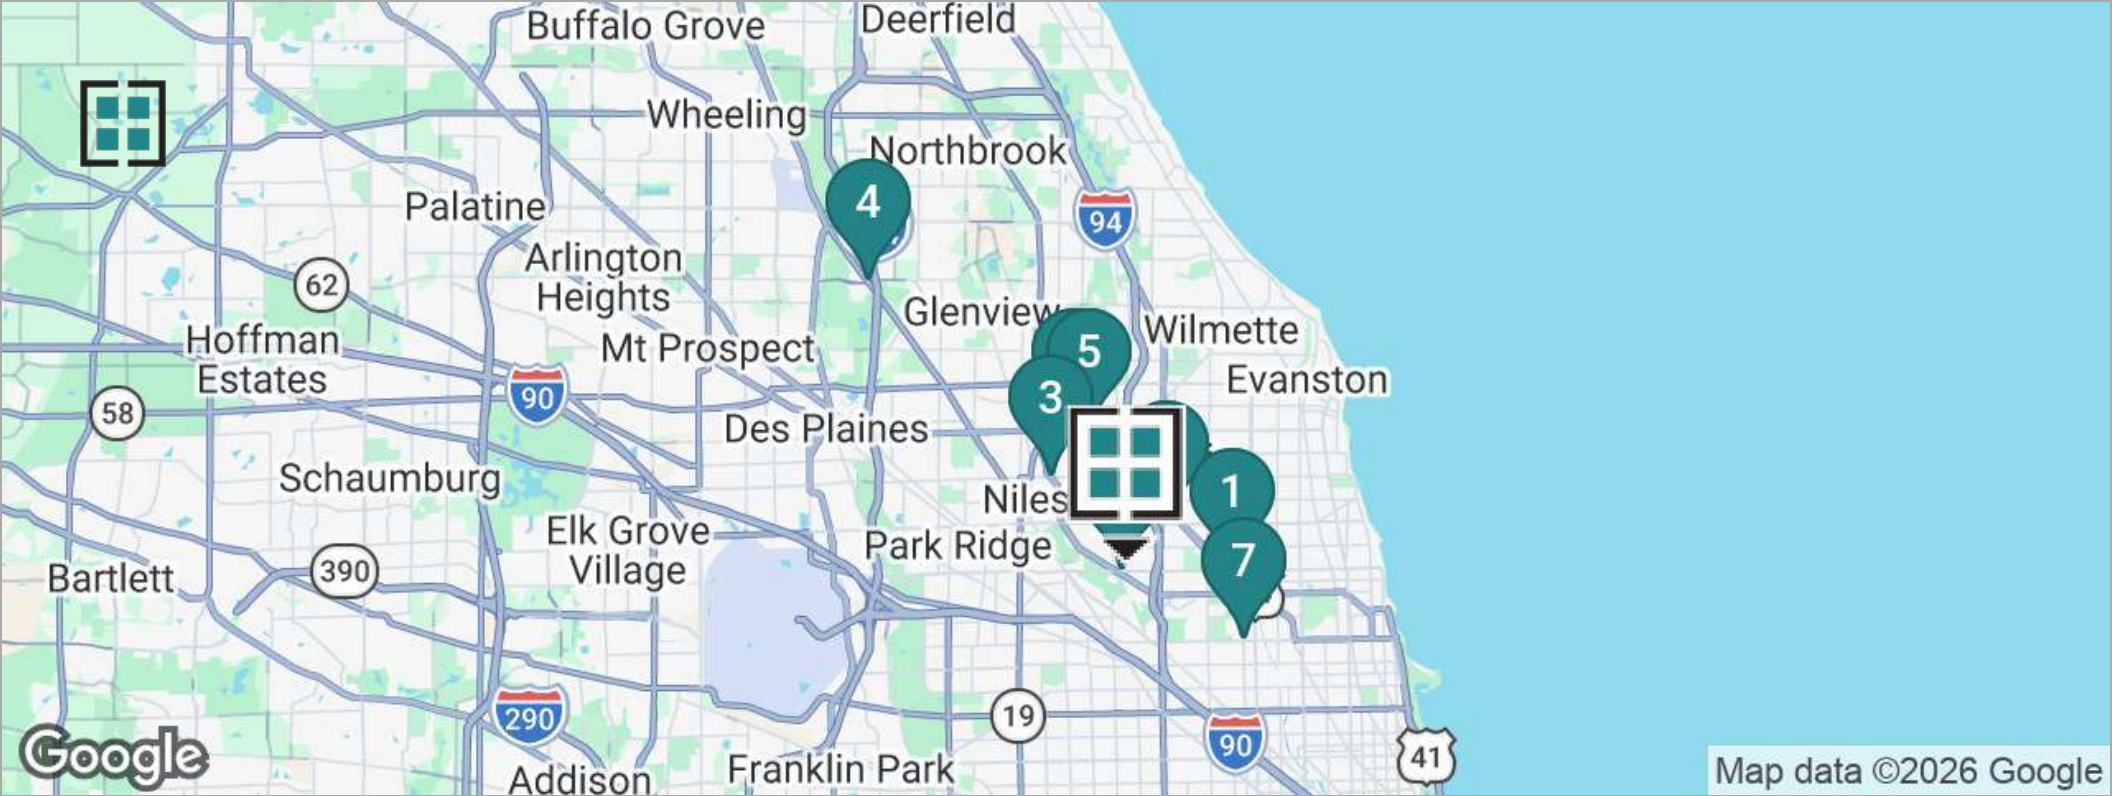 Buffalo Grove
Deerfield
Wheeling
Northbrook
4
94
Palatine
Arlington
Heights
62
Glenview
Wilmette
Hoffman
Estates
Mt Prospect
5
Evanston
90
3
58
Des Plaines
Schaumburg
Niles
1
Elk Grove
Village
Park Ridge
7
390
Bartlett
290
19
90
41
Google
Addison
Franklin Park
Map data ©2026 Google